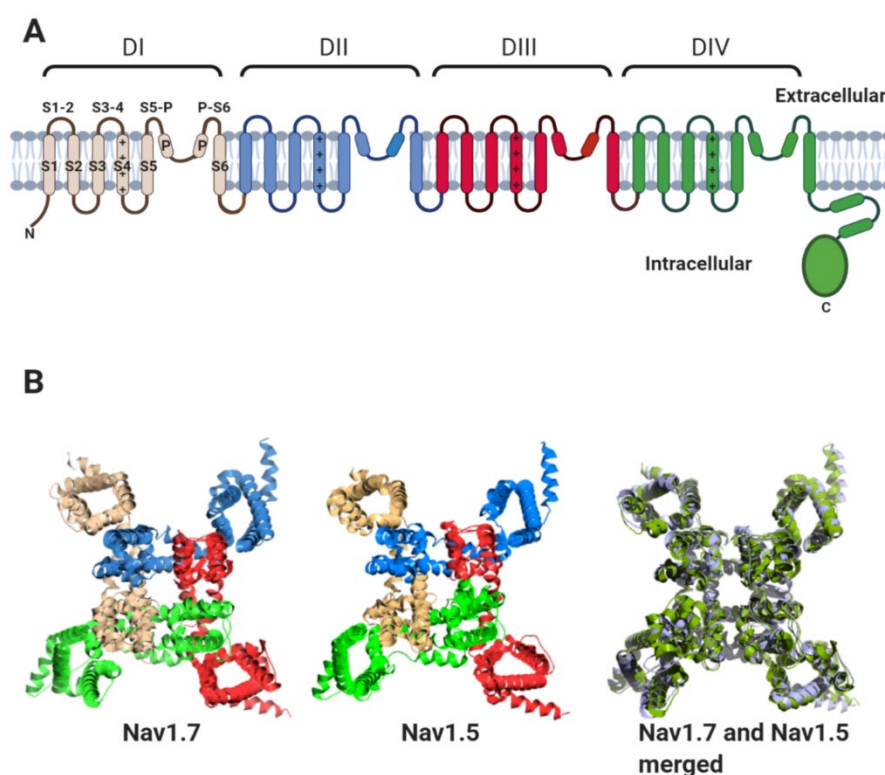 A
DI DII DIII DIV
Extracellular
S1-2 S3-4 S5-P P-S6
P P
+ + + +
+ + + +
+ + + +
+ + + +
S1 S2 S3 S4 S5 S6
N
Intracellular
C
B
Nav1.7 Nav1.5 Nav1.7 and Nav1.5
merged